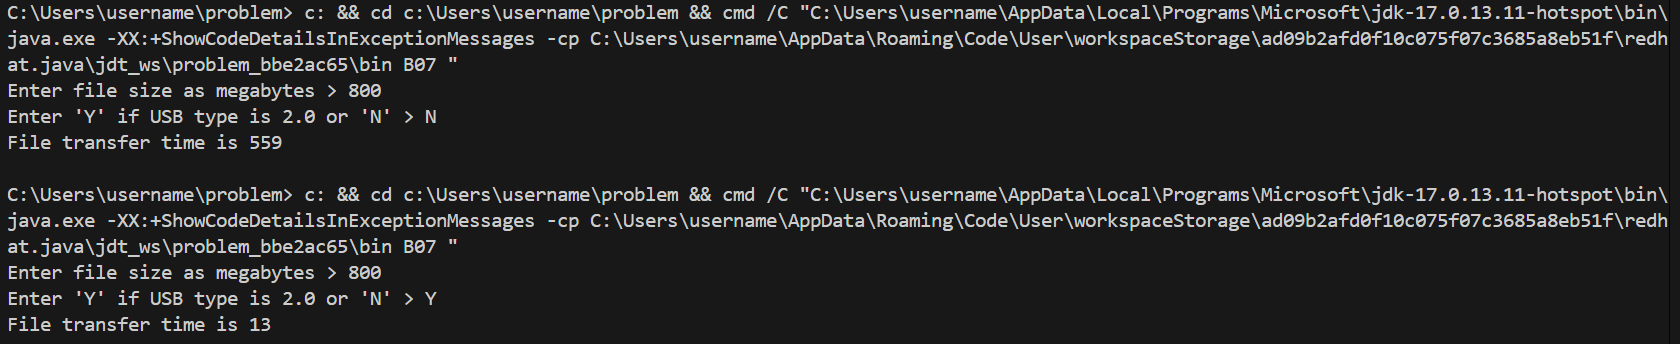 C:\Users\username\problem> c: && cd c:\Users\username\problem && cmd /C "C:\Users\username\AppData\Local\Programs\Microsoft\jdk-17.0.13.11-hotspot\bin\
java.exe -XX:+ShowCodeDetailsInExceptionMessages -cp C:\Users\username\AppData\Roaming\Code\User\workspaceStorage\ad09b2afd0f10c075f07c3685a8eb51f\redh
at.java\jdt_ws\problem_bbe2ac65\bin B07 "
Enter file size as megabytes > 800
Enter 'Y' if USB type is 2.0 or 'N' > N
File transfer time is 559
C:\Users\username\problem> c: && cd c:\Users\username\problem && cmd /C "C:\Users\username\AppData\Local\Programs\Microsoft\jdk-17.0.13.11-hotspot\bin\
java.exe -XX:+ShowCodeDetailsInExceptionMessages -cp C:\Users\username\AppData\Roaming\Code\User\workspaceStorage\ad09b2afd0f10c075f07c3685a8eb51f\redh
at.java\jdt_ws\problem_bbe2ac65\bin B07 "
Enter file size as megabytes > 800
Enter 'Y' if USB type is 2.0 or 'N' > Y
File transfer time is 13